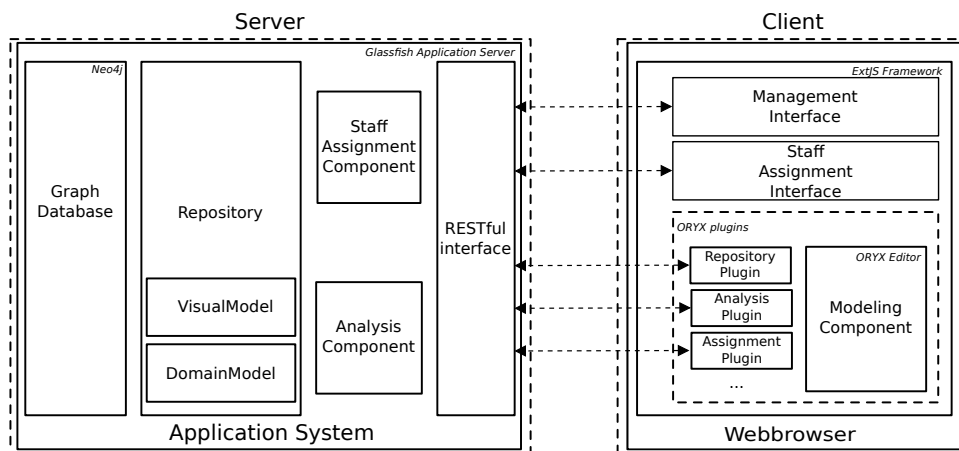 Server
Client
Glassfish Application Server
Neo4j
Graph
Database
Repository
VisualModel
DomainModel
Staff
Assignment
Component
Analysis
Component
RESTful
interface
Application System
ExtJS Framework
Management
Interface
Staff
Assignment
Interface
ORYX plugins
Repository
Plugin
Analysis
Plugin
Assignment
Plugin
...
ORYX Editor
Modeling
Component
Webbrowser